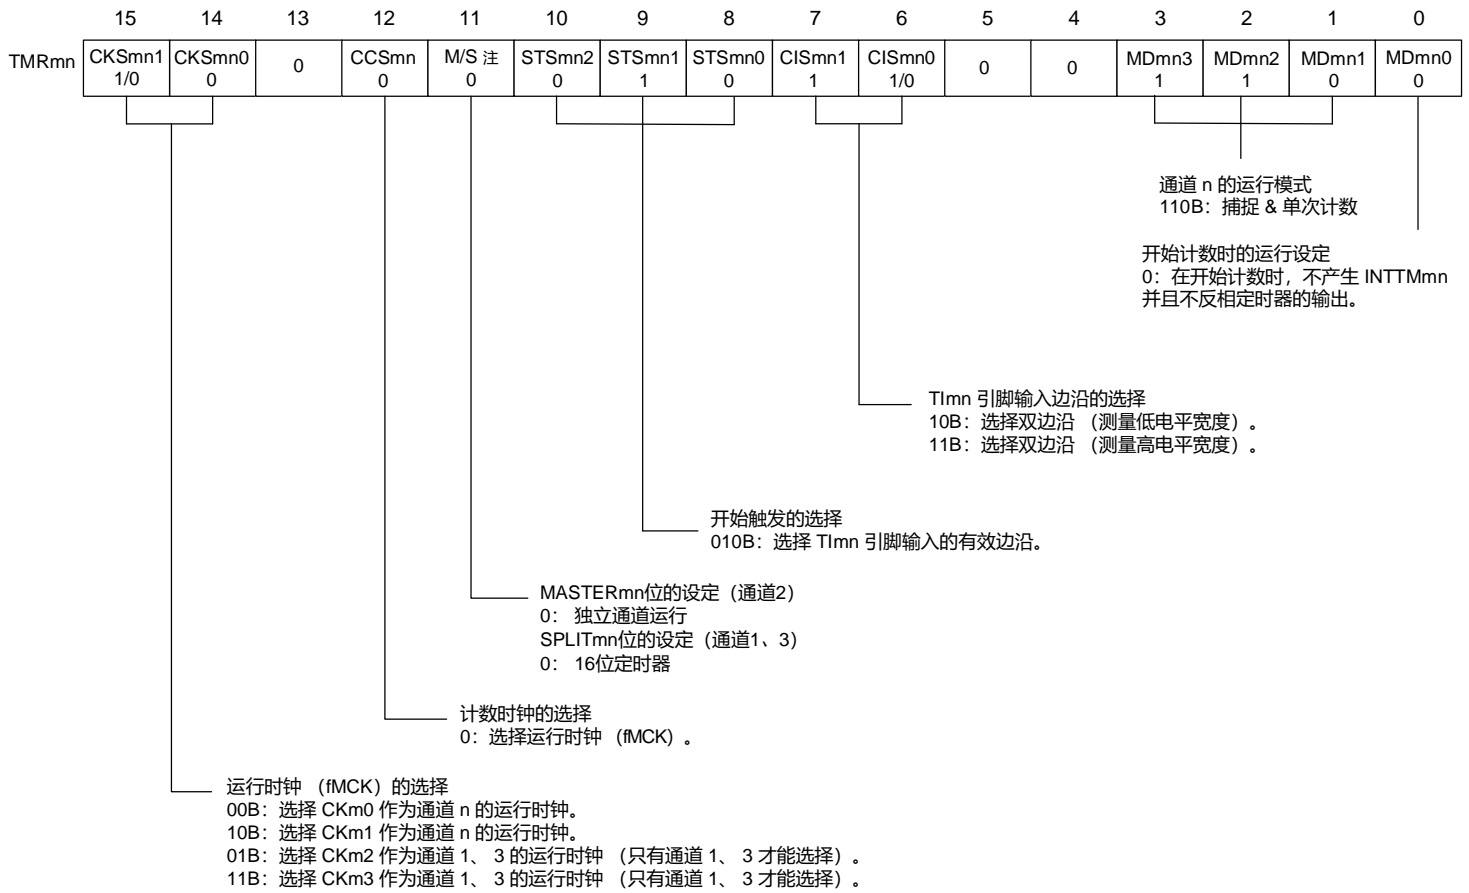 15 14 13 12 11 10 9 8 7 6 5 4 3 2 1 0
TMRmn CKSmn1 CKSmn0 0 CCSmn M/S 注 STSmn2 STSmn1 STSmn0 CISmn1 CISmn0 0 0 MDmn3 MDmn2 MDmn1 MDmn0
1/0 0 0 0 0 1 0 1 1/0 1 1 0 0
通道 n 的运行模式
110B：捕捉 & 单次计数
开始计数时的运行设定
0：在开始计数时，不产生 INTTMmn
并且不反相定时器的输出。
TImn 引脚输入边沿的选择
10B：选择双边沿 （测量低电平宽度）。
11B：选择双边沿 （测量高电平宽度）。
开始触发的选择
010B：选择 TImn 引脚输入的有效边沿。
MASTERmn位的设定（通道2）
0： 独立通道运行
SPLITmn位的设定（通道1、3）
0： 16位定时器
计数时钟的选择
0：选择运行时钟 （fMCK）。
运行时钟 （fMCK）的选择
00B：选择 CKm0 作为通道 n 的运行时钟。
10B：选择 CKm1 作为通道 n 的运行时钟。
01B：选择 CKm2 作为通道 1、 3 的运行时钟 （只有通道 1、 3 才能选择）。
11B：选择 CKm3 作为通道 1、 3 的运行时钟 （只有通道 1、 3 才能选择）。